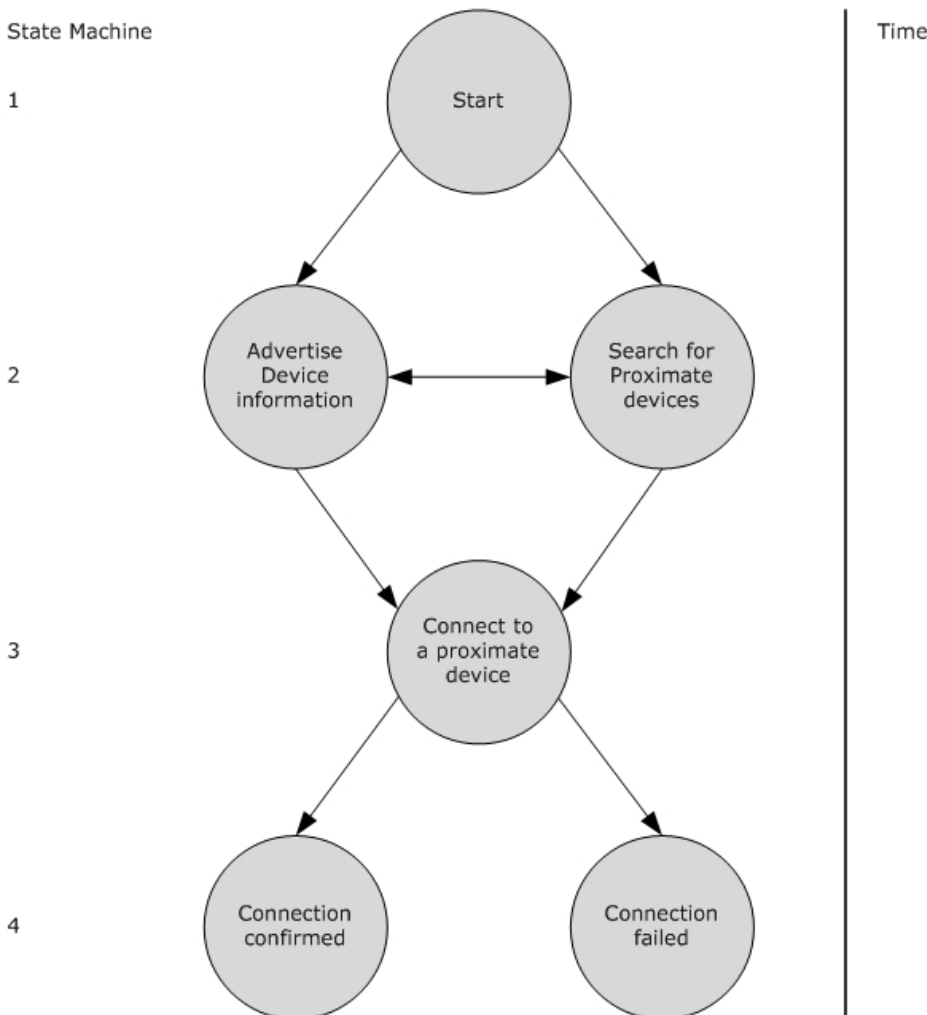 State Machine
Time
1
Start
2
Advertise
Device
information
Search for
Proximate
devices
3
Connect to
a proximate
device
4
Connection
confirmed
Connection
failed